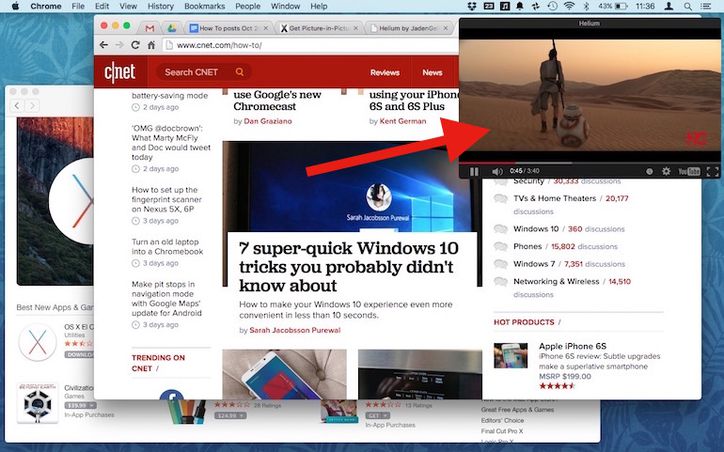 Chrome File Edit View History Bookmarks People Window Help
43% 11:36
How To posts Oct 2
Get Picture-in-Pictu
Helium by JadenGe
www.cnet.com/how-to/
Helium
c|net
Search CNET
Reviews
News
battery-saving mode
2 days ago
'OMG @docbrown':
What Marty McFly
and Doc would tweet
today
2 days ago
How to set up the
fingerprint scanner
on Nexus 5X, 6P
3 days ago
Turn an old laptop
into a Chromebook
3 days ago
Make pit stops in
navigation mode
with Google Maps'
update for Android
3 days ago
TRENDING ON
CNET /
use Google's new
Chromecast
by Dan Graziano
using your iPhone
6S and 6S Plus
by Kent German
Sarah Jacobsson Purewal
7 super-quick Windows 10
tricks you probably didn't
know about
How to make your Windows 10 experience even more
convenient in less than 10 seconds.
by Sarah Jacobsson Purewal
0:45 / 3:40
YouTube
Security / 30,333 discussions
TVs & Home Theaters / 20,177
discussions
Windows 10 / 360 discussions
Phones / 15,802 discussions
Windows 7 / 7,351 discussions
Networking & Wireless / 14,510
discussions
HOT PRODUCTS /
Apple iPhone 6S
iPhone 6S review: Subtle upgrades
make a superlative smartphone
MSRP $199.00
Best New Apps & Gam
OS X El C
Utilities
DOWNLOAD
Civilization
Games
$39.99
In-App Purchases
28 Ratings
$24.99
13 Ratings
GET
In-App Purchases
Great Free Apps & Games
Editors' Choice
Final Cut Pro X
Logic Pro X